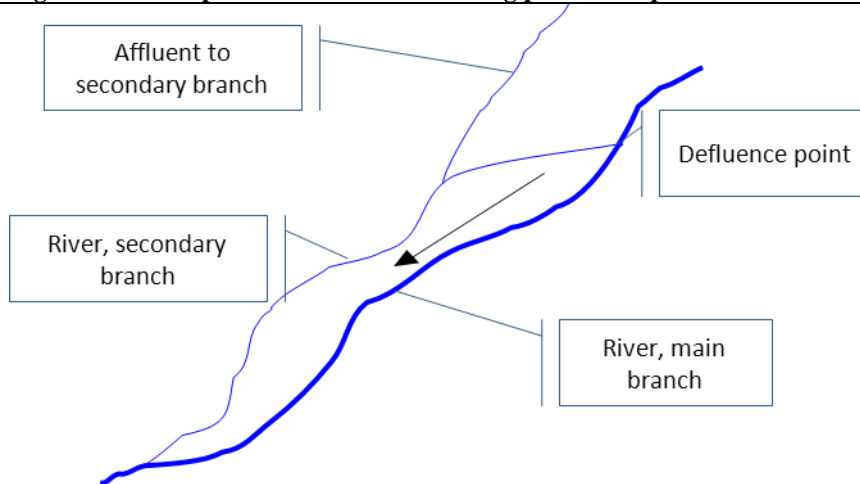 Affluent to
secondary branch
Defluence point
River, secondary
branch
River, main
branch